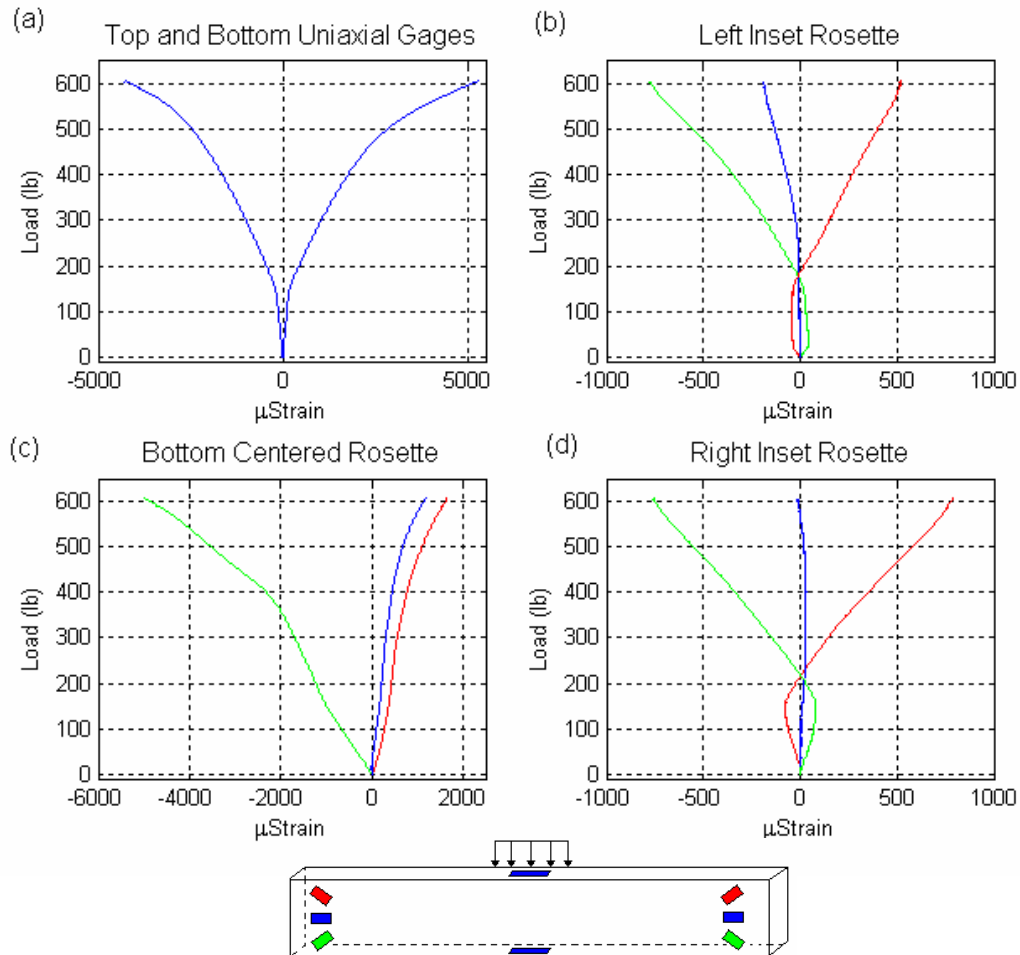 (a)
Top and Bottom Uniaxial Gages
600
500
400
300
200
100
0
Load (lb)
-5000 0 5000
μStrain
(b)
Left Inset Rosette
600
500
400
300
200
100
0
Load (lb)
-1000 -500 0 500 1000
μStrain
(c)
Bottom Centered Rosette
600
500
400
300
200
100
0
Load (lb)
-6000 -4000 -2000 0 2000
μStrain
(d)
Right Inset Rosette
600
500
400
300
200
100
0
Load (lb)
-1000 -500 0 500 1000
μStrain